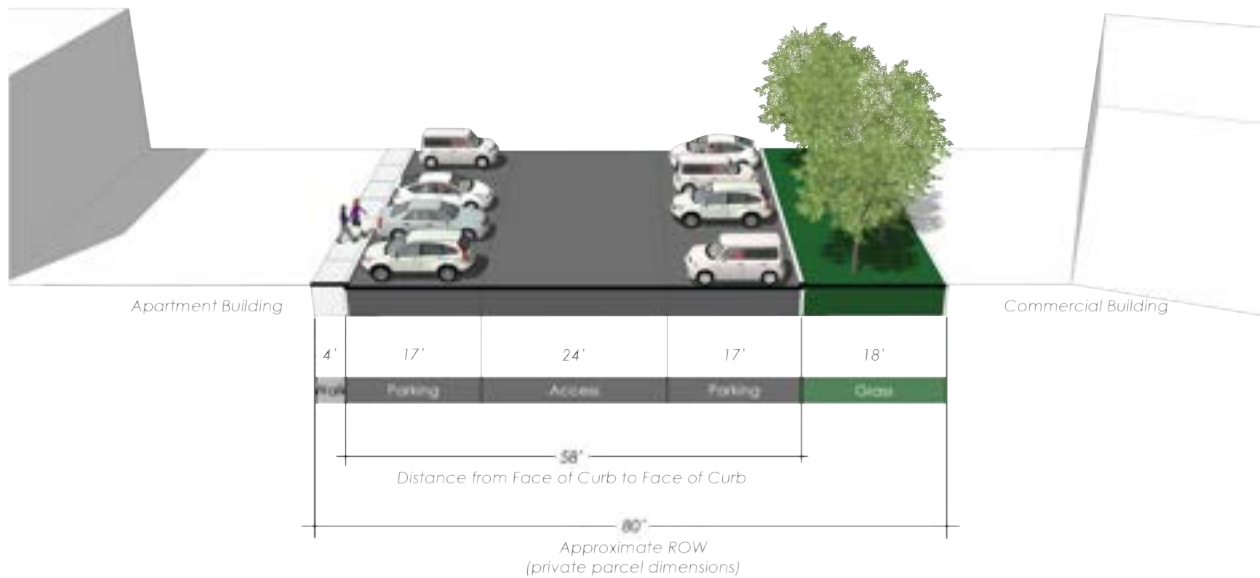 Apartment Building
Commercial Building
4' 17' 24' 17' 18'
Parking Access Parking Grass
58'
Distance from Face of Curb to Face of Curb
80'
Approximate ROW
(private parcel dimensions)